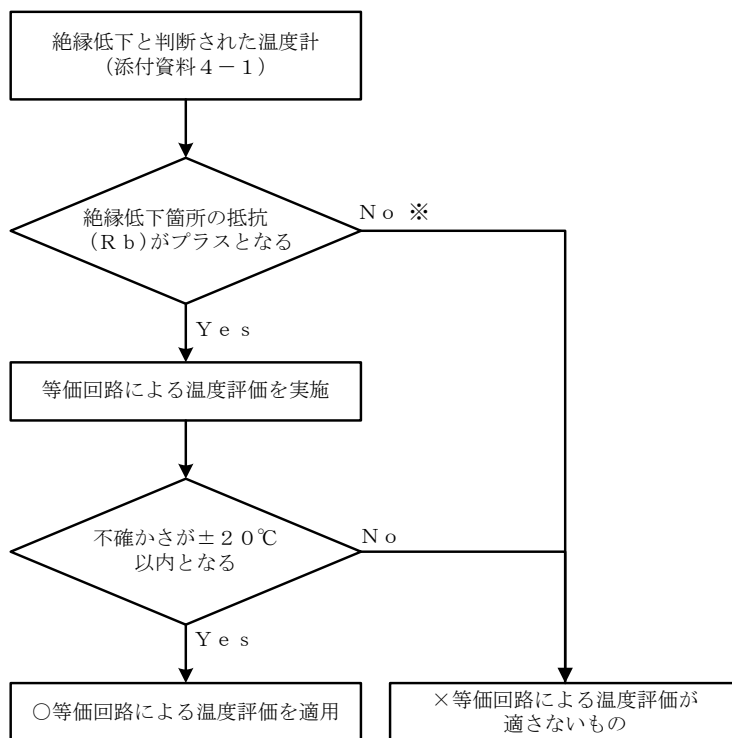 絶縁低下と判断された温度計
(添付資料４－１)
絶縁低下箇所の抵抗
(Ｒｂ)がプラスとなる
Ｎｏ ※
Ｙｅｓ
等価回路による温度評価を実施
不確かさが±２０℃
以内となる
Ｎｏ
Ｙｅｓ
○等価回路による温度評価を適用
×等価回路による温度評価が
適さないもの